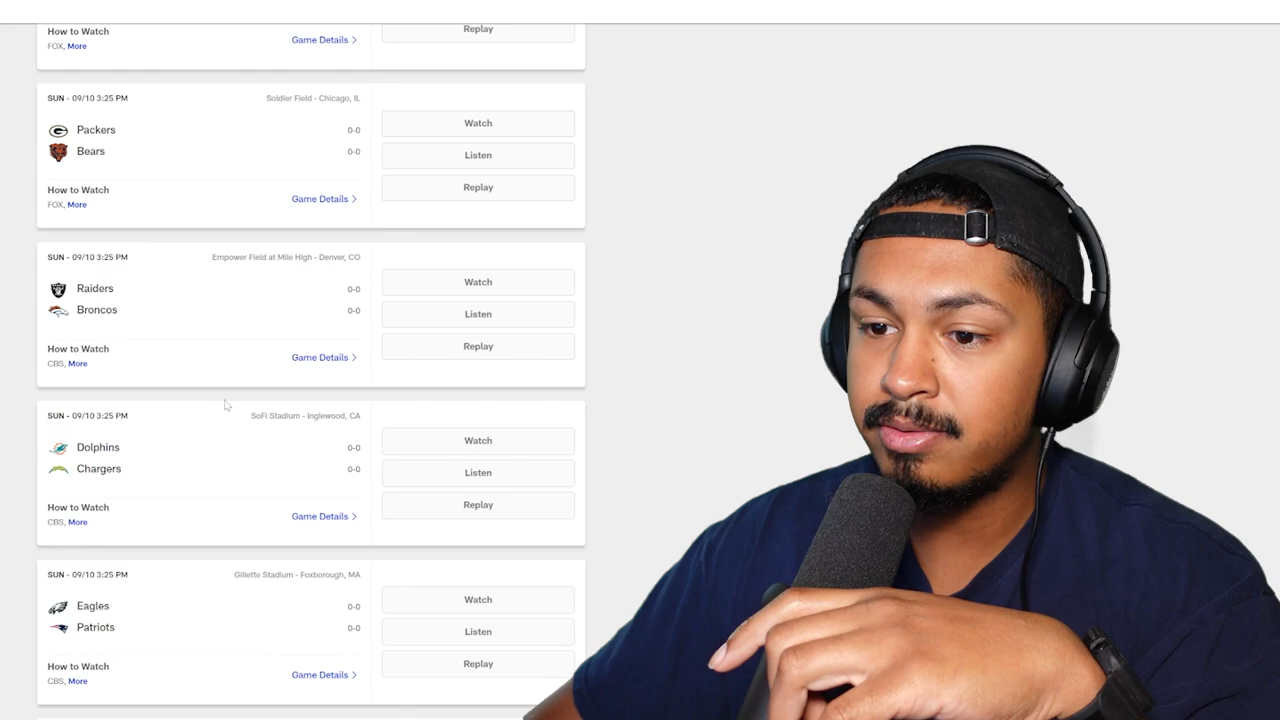 How to Watch
FOX, More
Game Details >
Replay
SUN - 09/10 3:25 PM
Soldier Field - Chicago, IL
Packers 0-0
Bears 0-0
How to Watch
FOX, More
Game Details >
Watch
Listen
Replay
SUN - 09/10 3:25 PM
Empower Field at Mile High - Denver, CO
Raiders 0-0
Broncos 0-0
How to Watch
CBS, More
Game Details >
Watch
Listen
Replay
SUN - 09/10 3:25 PM
SoFi Stadium - Inglewood, CA
Dolphins 0-0
Chargers 0-0
How to Watch
CBS, More
Game Details >
Watch
Listen
Replay
SUN - 09/10 3:25 PM
Gillette Stadium - Foxborough, MA
Eagles 0-0
Patriots 0-0
How to Watch
CBS, More
Game Details >
Watch
Listen
Replay